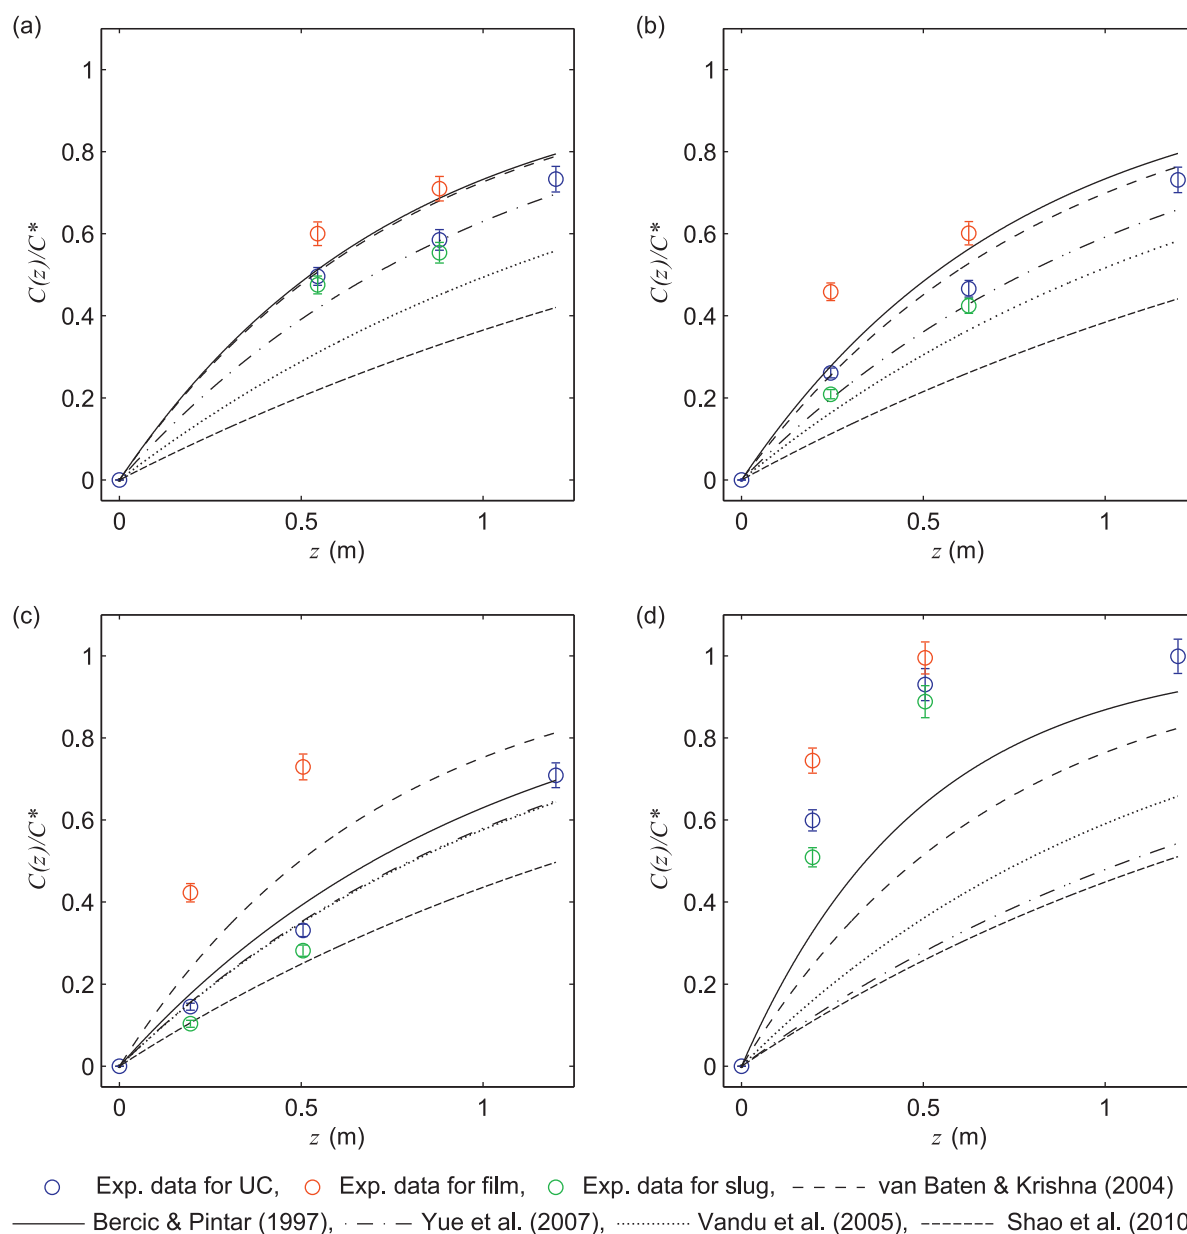 (a)
(b)
1
0.8
0.6
0.4
0.2
0
C(z)/C*
0
0.5
1
z (m)
1
0.8
0.6
0.4
0.2
0
C(z)/C*
0
0.5
1
z (m)
(c)
(d)
1
0.8
0.6
0.4
0.2
0
C(z)/C*
0
0.5
1
z (m)
1
0.8
0.6
0.4
0.2
0
C(z)/C*
0
0.5
1
z (m)
Exp. data for UC, Exp. data for film, Exp. data for slug, van Baten & Krishna (2004)
Bercic & Pintar (1997), Yue et al. (2007), Vandu et al. (2005), Shao et al. (2010